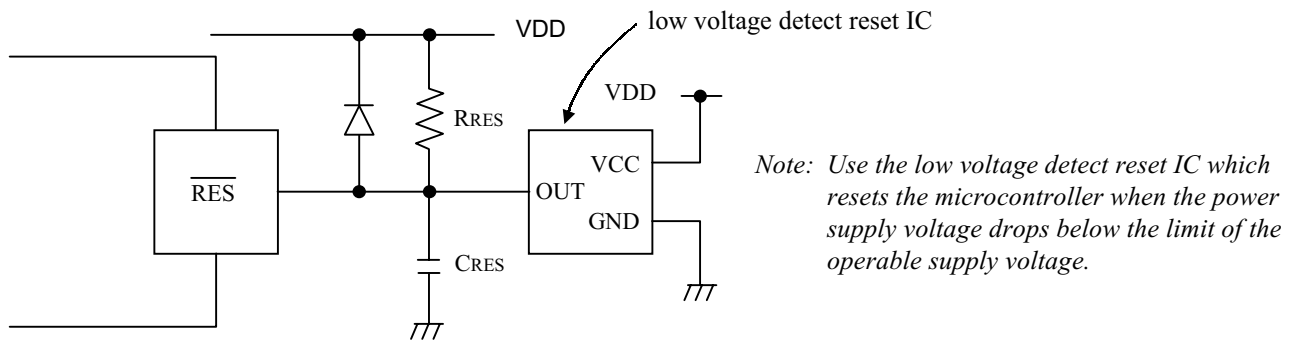 VDD
low voltage detect reset IC
VDD
RRES
VCC
R̅E̅S̅
OUT
GND
CRES
Note: Use the low voltage detect reset IC which
resets the microcontroller when the power
supply voltage drops below the limit of the
operable supply voltage.